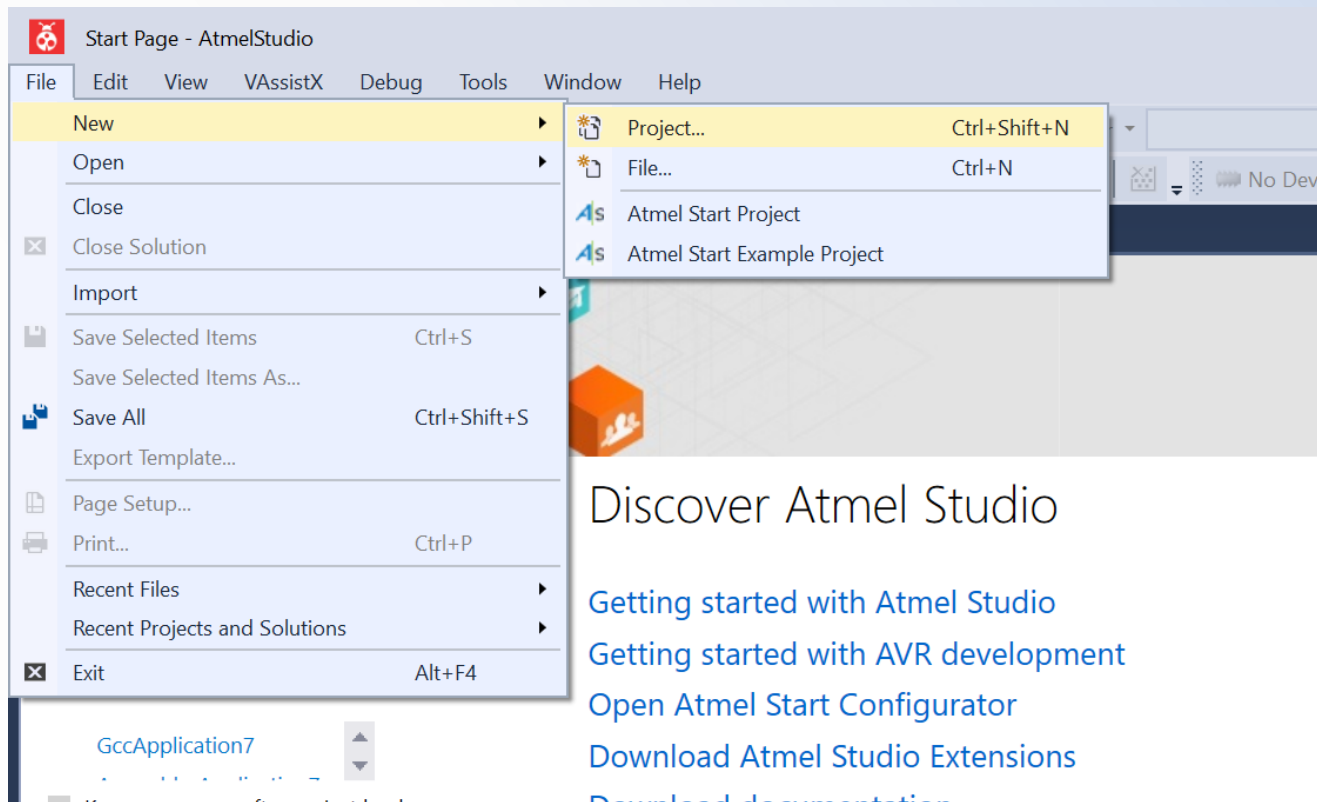 Start Page - AtmelStudio
File Edit View VAssistX Debug Tools Window Help
New
Project... Ctrl+Shift+N
Open
File... Ctrl+N
No Dev
Close
Atmel Start Project
Close Solution
Atmel Start Example Project
Import
Save Selected Items Ctrl+S
Save Selected Items As...
Save All Ctrl+Shift+S
Export Template...
Page Setup...
Print... Ctrl+P
Recent Files
Recent Projects and Solutions
Exit Alt+F4
Discover Atmel Studio
Getting started with Atmel Studio
Getting started with AVR development
Open Atmel Start Configurator
Download Atmel Studio Extensions
GccApplication7